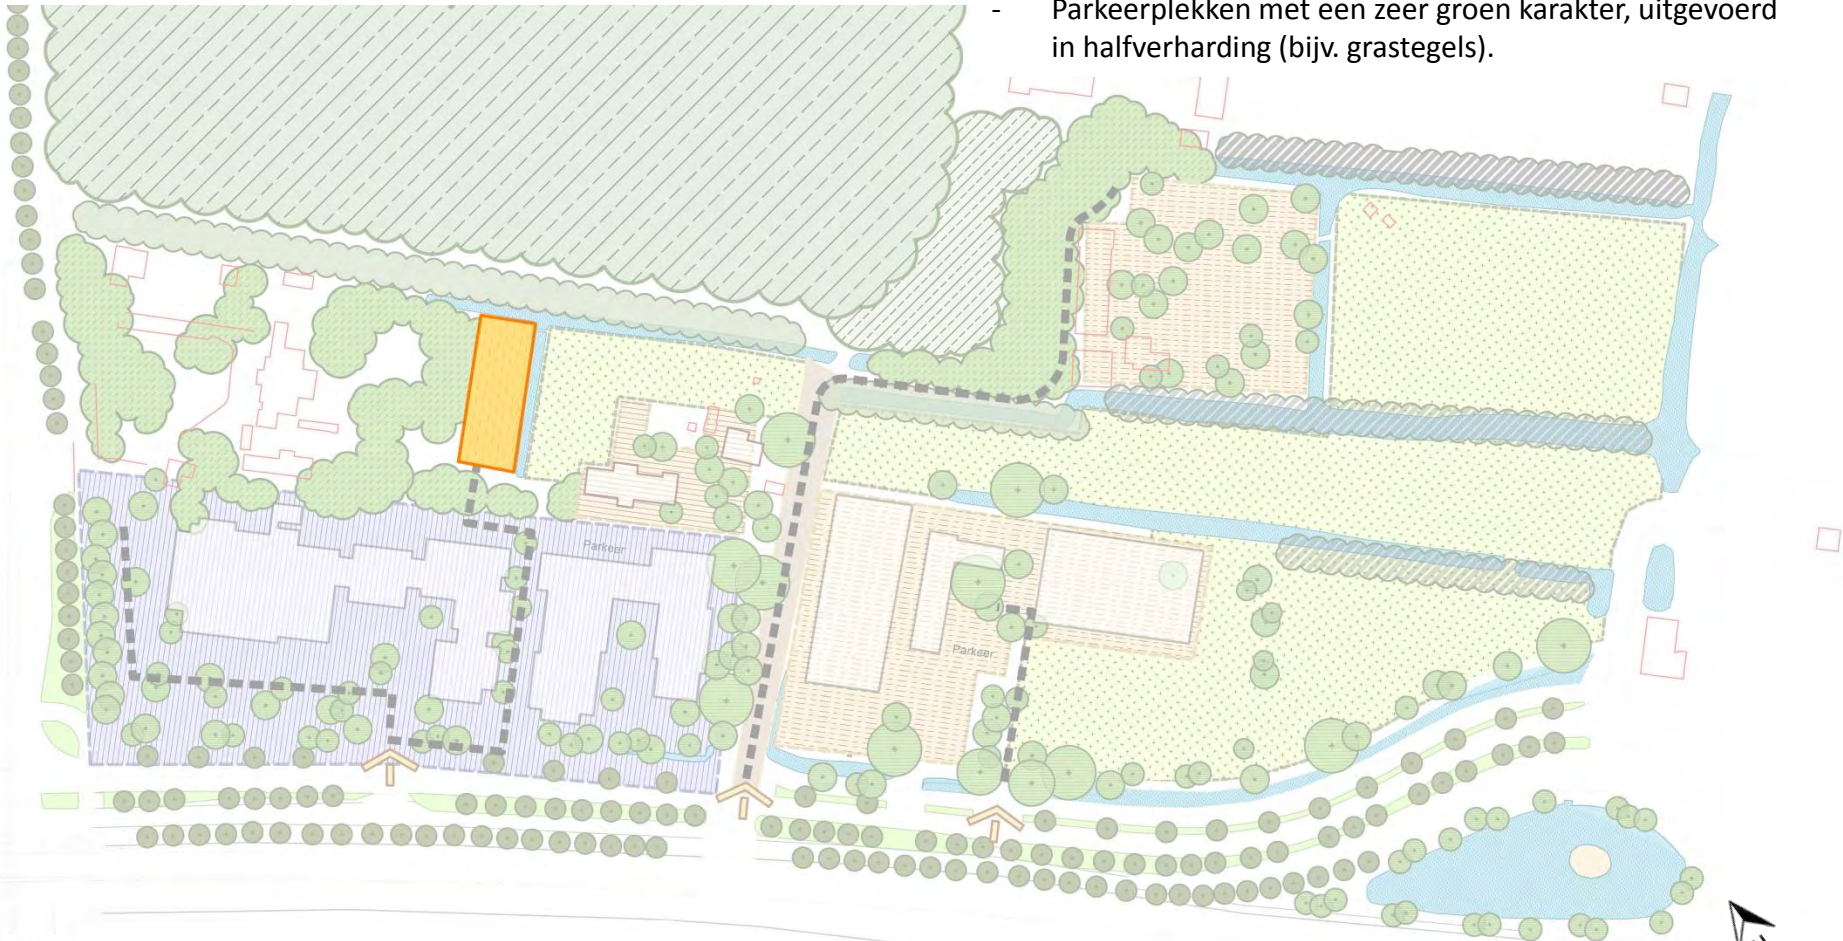 - Parkeerplekken met een zeer groen karakter, uitgevoerd
in halfverharding (bijv. grastegels).
Parkeer
Parkeer